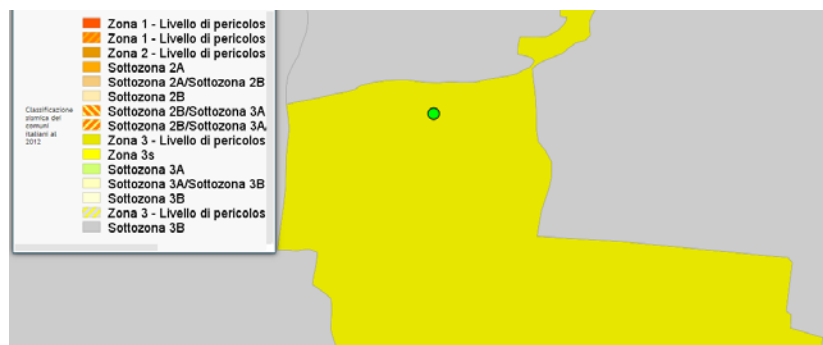 Zona 1 - Livello di pericolos
Zona 1 - Livello di pericolos
Zona 2 - Livello di pericolos
Sottozona 2A
Sottozona 2A/Sottozona 2B
Sottozona 2B
Classificazione
sismica dei
comuni
italiani al
2012
Sottozona 2B/Sottozona 3A
Sottozona 2B/Sottozona 3A/
Zona 3 - Livello di pericolos
Zona 3s
Sottozona 3A
Sottozona 3A/Sottozona 3B
Sottozona 3B
Zona 3 - Livello di pericolos
Sottozona 3B